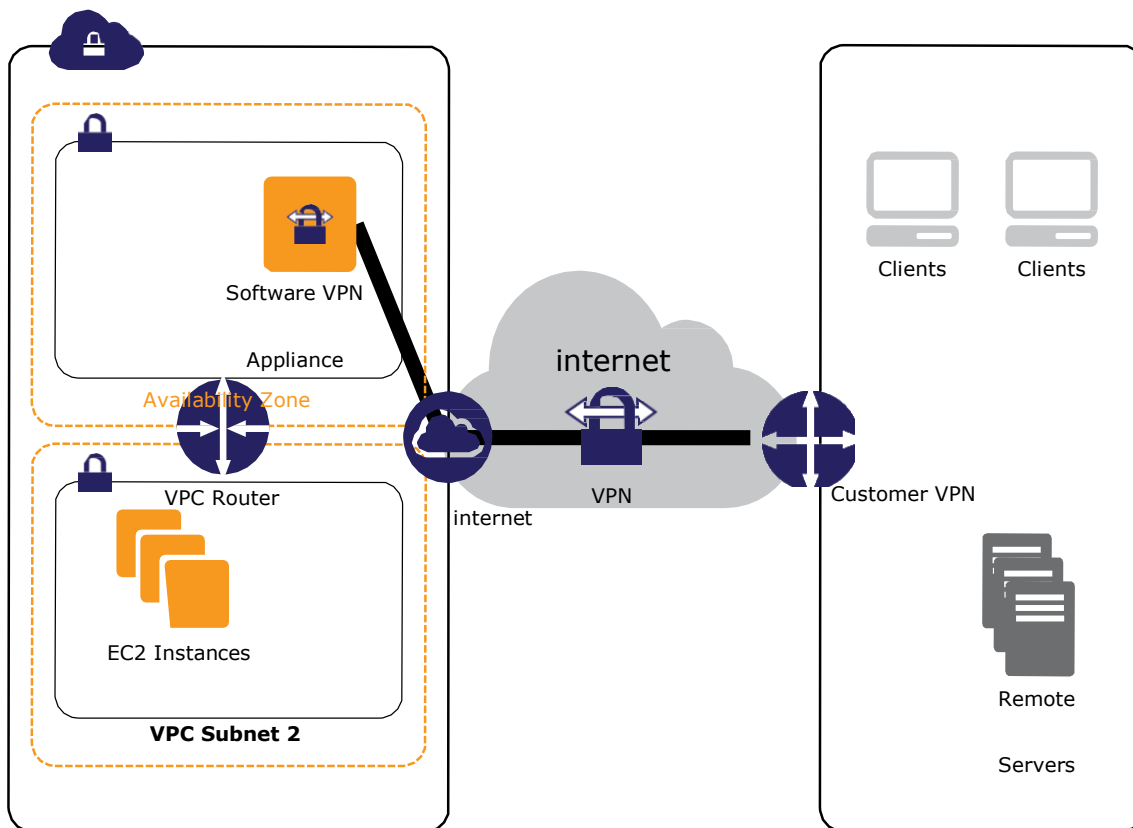 Software VPN
Appliance
Availability Zone
VPC Router
EC2 Instances
VPC Subnet 2
internet
internet
VPN
Customer VPN
Clients
Clients
Remote
Servers